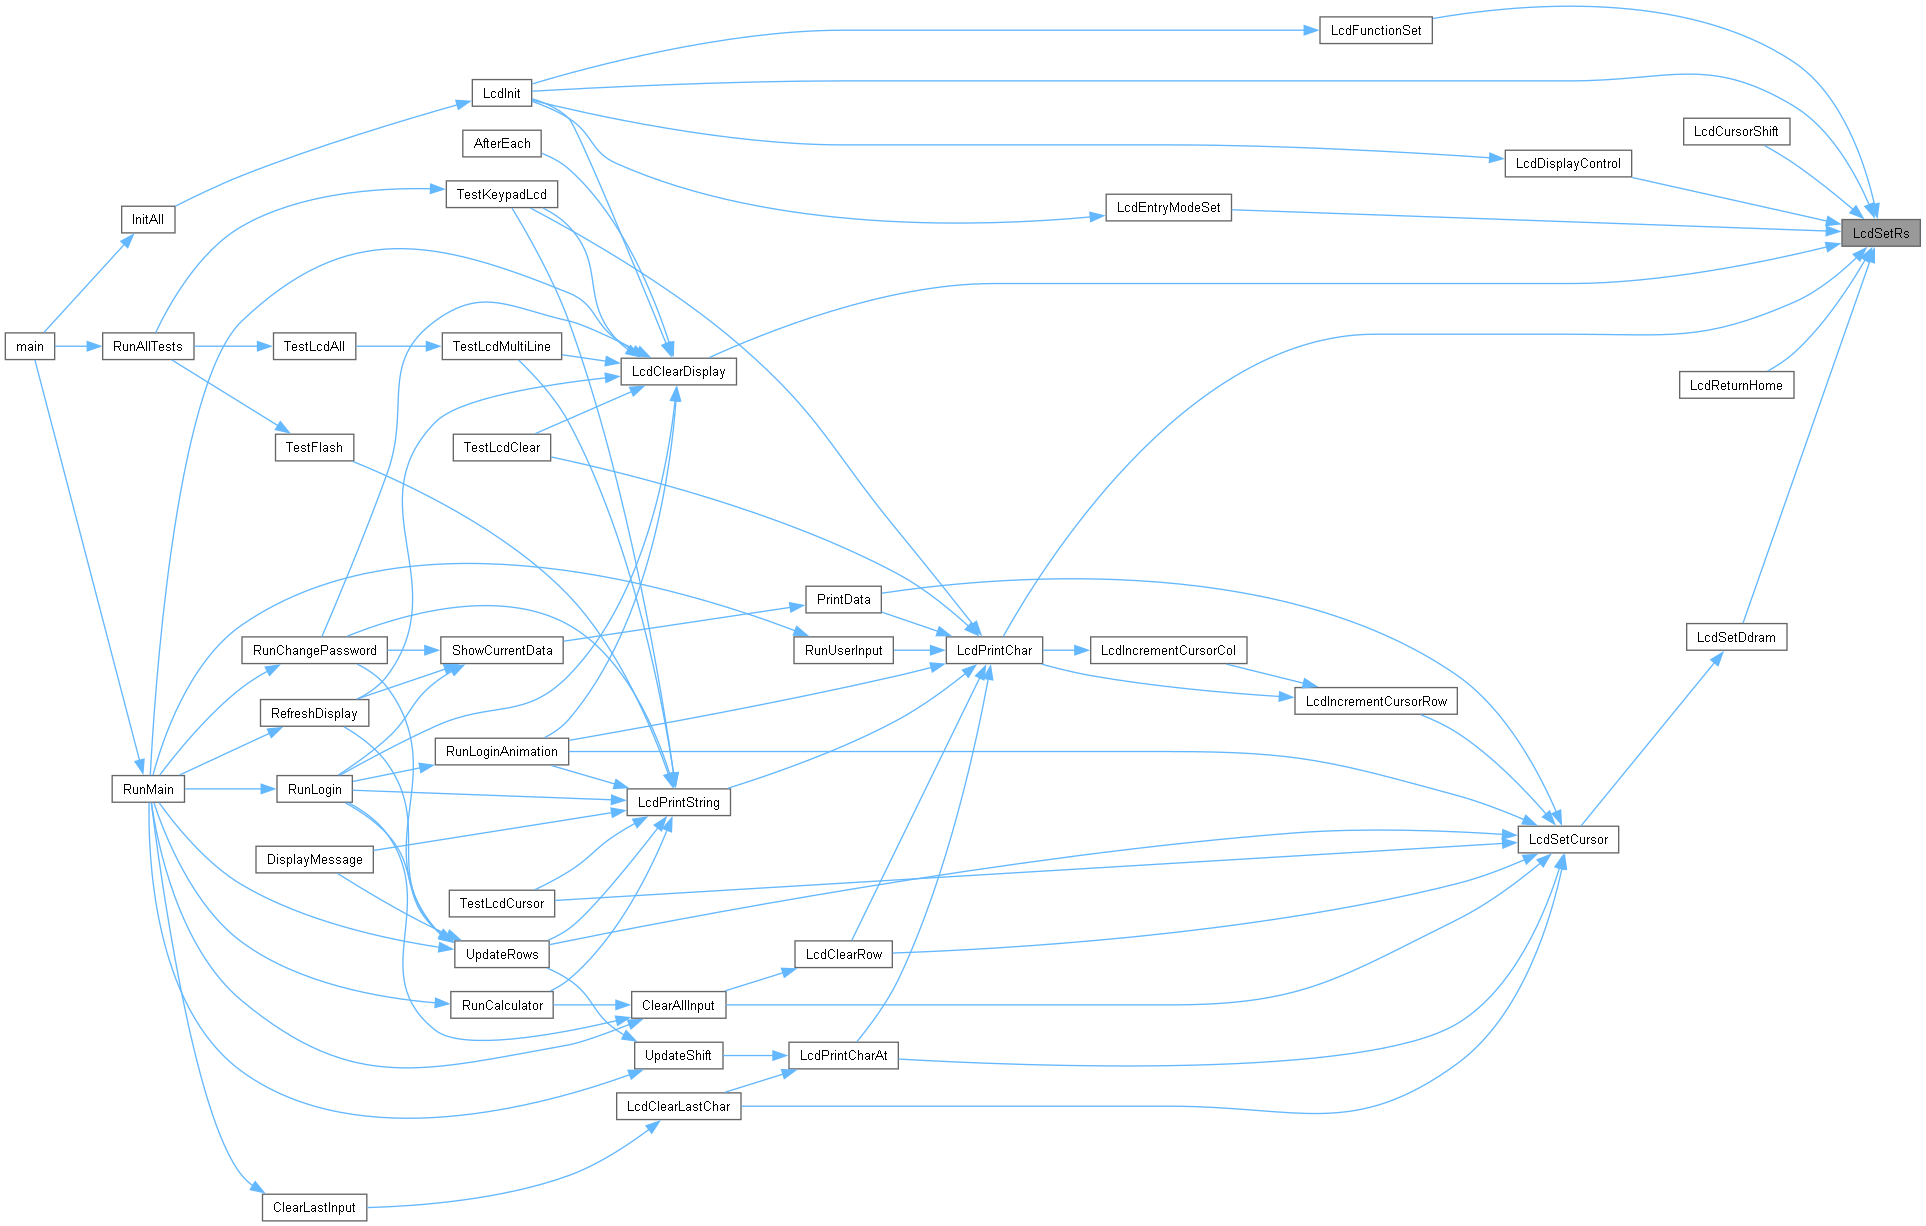 LcdFunctionSet
LcdInit
LcdCursorShift
AfterEach
LcdDisplayControl
TestKeypadLcd
LcdEntryModeSet
InitAll
LcdSetRs
main
RunAllTests
TestLcdAll
TestLcdMultiLine
LcdClearDisplay
LcdReturnHome
TestFlash
TestLcdClear
PrintData
LcdSetDdram
RunChangePassword
ShowCurrentData
RunUserInput
LcdPrintChar
LcdIncrementCursorCol
LcdIncrementCursorRow
RefreshDisplay
RunLoginAnimation
RunMain
RunLogin
LcdPrintString
LcdSetCursor
DisplayMessage
TestLcdCursor
UpdateRows
LcdClearRow
RunCalculator
ClearAllInput
UpdateShift
LcdPrintCharAt
LcdClearLastChar
ClearLastInput